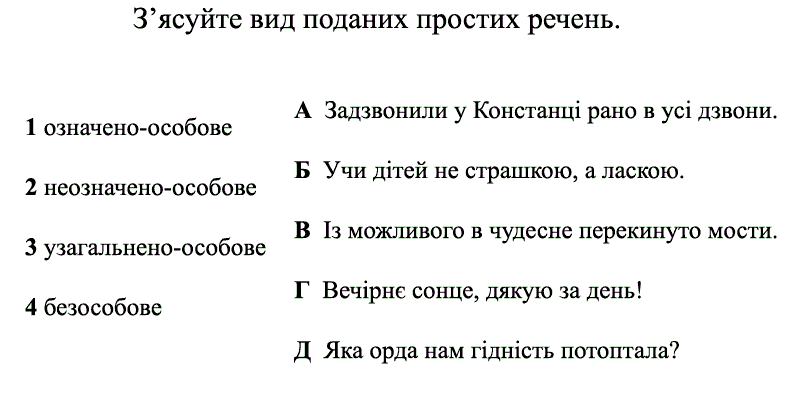 З’ясуйте вид поданих простих речень.
1 означено-особове
2 неозначено-особове
3 узагальнено-особове
4 безособове
А Задзвонили у Констанці рано в усі дзвони.
Б Учи дітей не страшкою, а ласкою.
В Із можливого в чудесне перекинуто мости.
Г Вечірнє сонце, дякую за день!
Д Яка орда нам гідність потоптала?